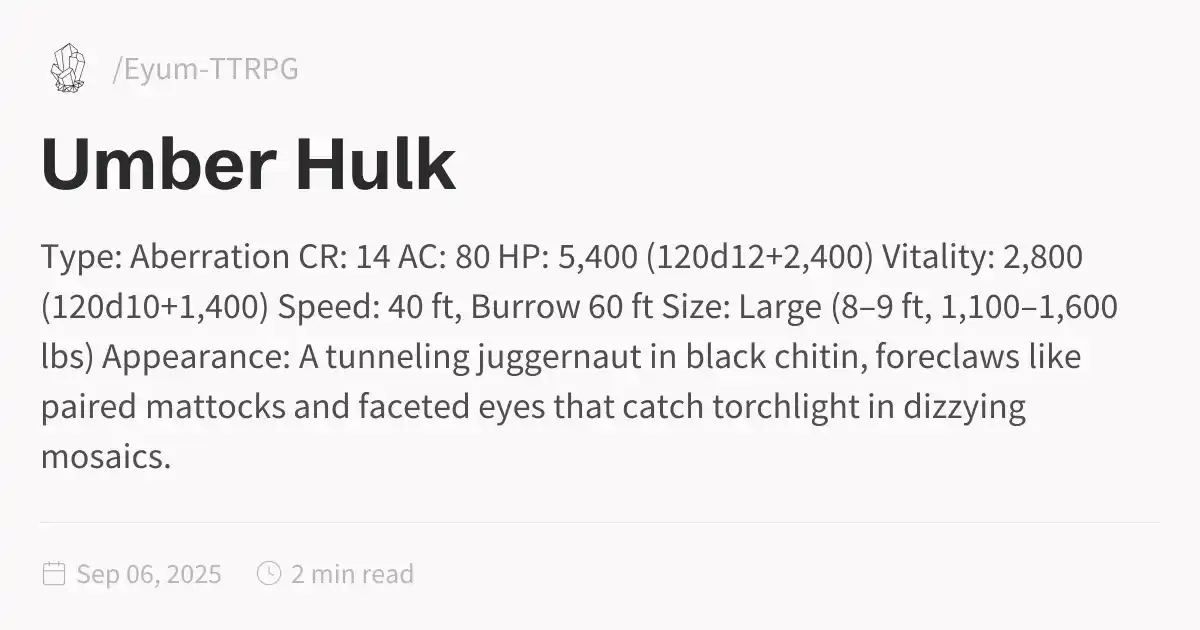 /Eyum-TTRPG
Umber Hulk
Type: Aberration CR: 14 AC: 80 HP: 5,400 (120d12+2,400) Vitality: 2,800
(120d10+1,400) Speed: 40 ft, Burrow 60 ft Size: Large (8–9 ft, 1,100–1,600
lbs) Appearance: A tunneling juggernaut in black chitin, foreclaws like
paired mattocks and faceted eyes that catch torchlight in dizzying
mosaics.
Sep 06, 2025 2 min read